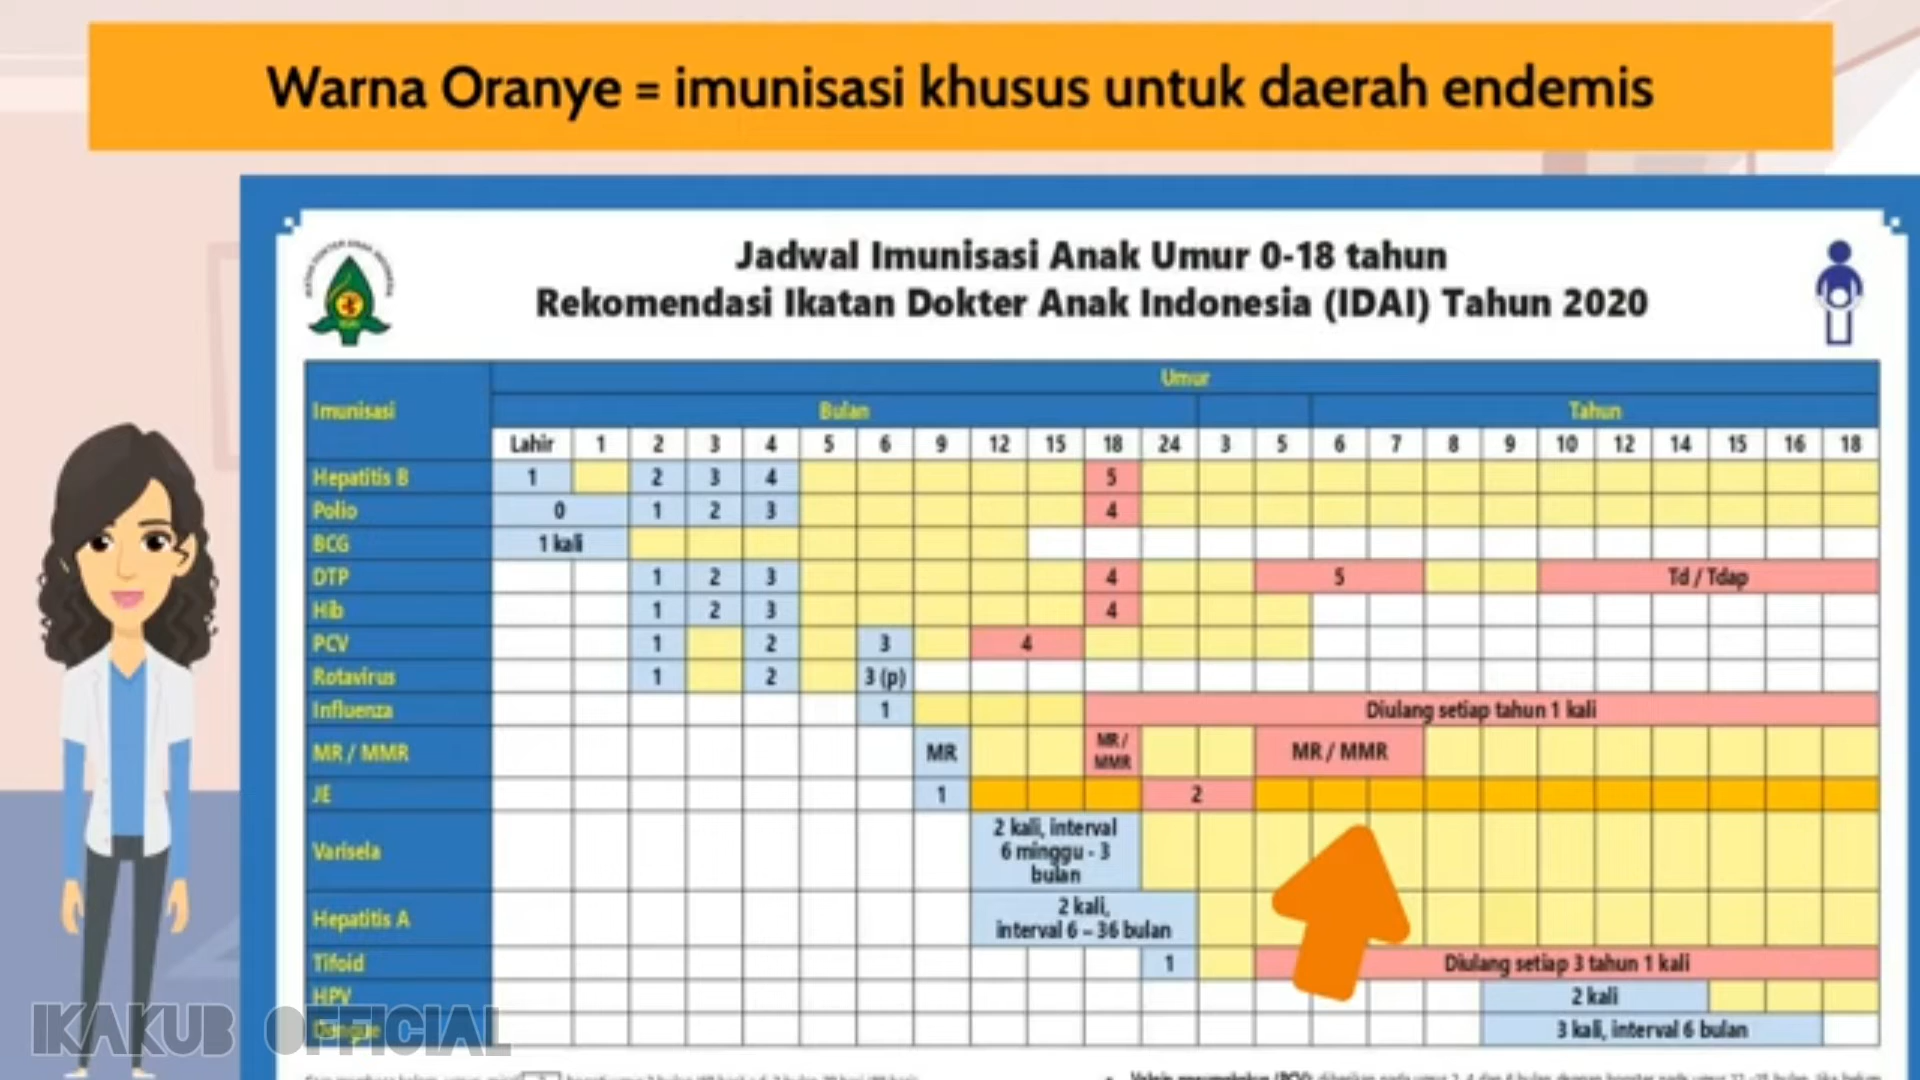 Warna Oranye = imunisasi khusus untuk daerah endemis
Jadwal Imunisasi Anak Umur 0-18 tahun
Rekomendasi Ikatan Dokter Anak Indonesia (IDAI) Tahun 2020
Imunisasi
Umur
Bulan Tahun
Lahir 1 2 3 4 5 6 9 12 15 18 24 3 5 6 7 8 9 10 12 14 15 16 18
Hepatitis B 1 2 3 4 5
Polio 0 1 2 3 4
BCG 1 kali
DTP 1 2 3 4 5 Td / Tdap
Hib 1 2 3 4
PCV 1 2 3 4
Rotavirus 1 2 3 (p)
Influenza 1 Diulang setiap tahun 1 kali
MR / MMR MR MR / MMR MR / MMR
JE 1 2
Varisela 2 kali, interval
6 minggu - 3
bulan
Hepatitis A 2 kali,
interval 6 – 36 bulan
Tifoid 1 Diulang setiap 3 tahun 1 kali
HPV 2 kali
Dengue 3 kali, interval 6 bulan
IKAKUB OFFICIAL